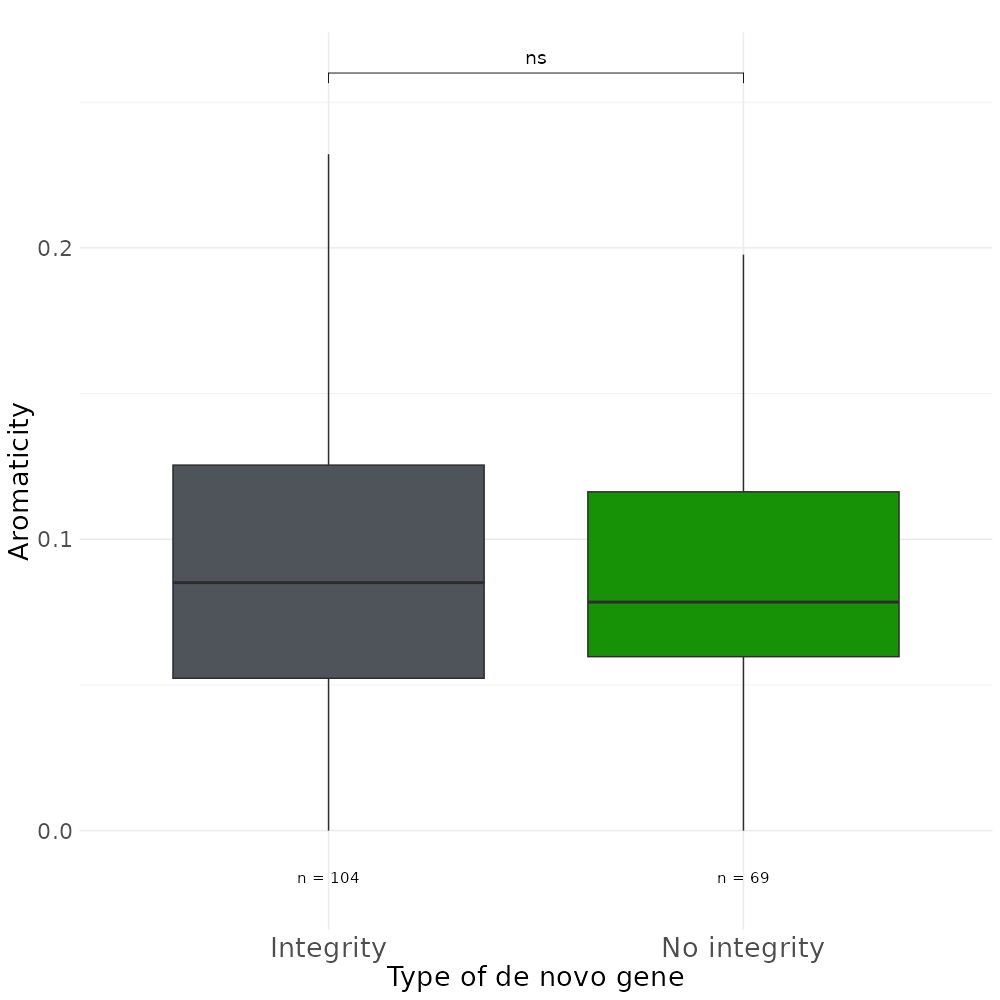 ns
Aromaticity
0.2
0.1
0.0
n = 104
n = 69
Integrity
No integrity
Type of de novo gene